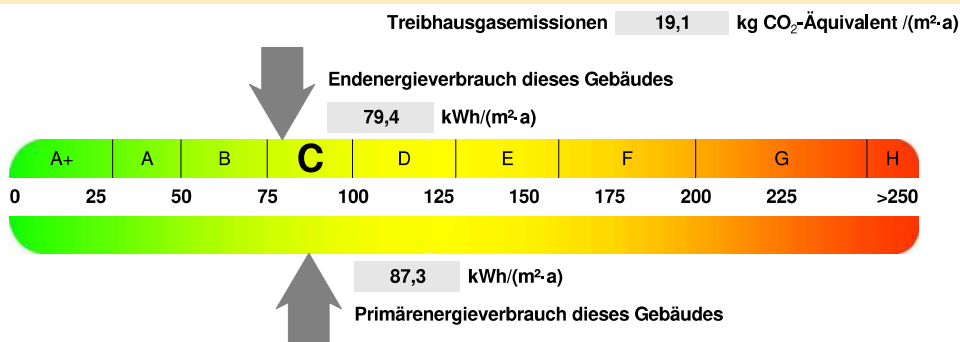 Treibhausgasemissionen 19,1 kg CO₂-Äquivalent /(m²·a)
Endenergieverbrauch dieses Gebäudes
79,4 kWh/(m²·a)
A+ A B C D E F G H
0 25 50 75 100 125 150 175 200 225 >250
87,3 kWh/(m²·a)
Primärenergieverbrauch dieses Gebäudes